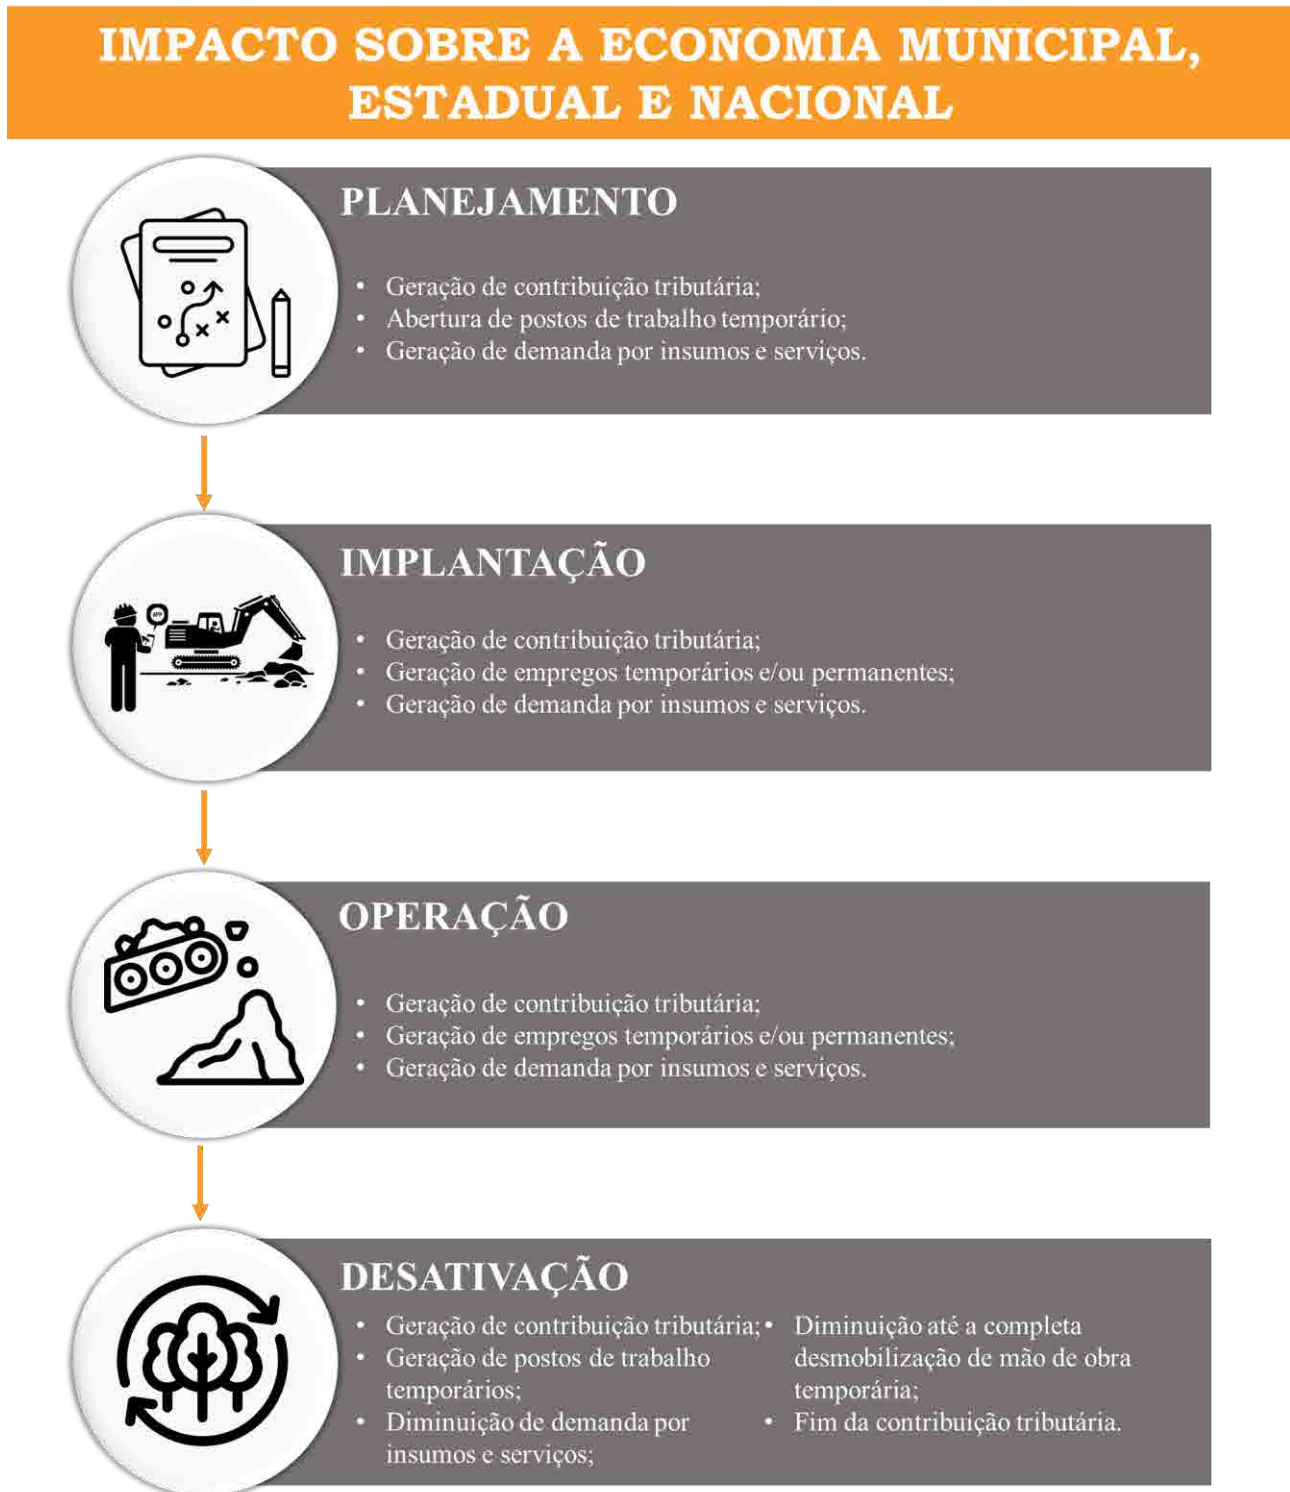 IMPACTO SOBRE A ECONOMIA MUNICIPAL,
ESTADUAL E NACIONAL
PLANEJAMENTO
• Geração de contribuição tributária;
• Abertura de postos de trabalho temporário;
• Geração de demanda por insumos e serviços.
IMPLANTAÇÃO
APP
• Geração de contribuição tributária;
• Geração de empregos temporários e/ou permanentes;
• Geração de demanda por insumos e serviços.
OPERAÇÃO
• Geração de contribuição tributária;
• Geração de empregos temporários e/ou permanentes;
• Geração de demanda por insumos e serviços.
DESATIVAÇÃO
• Geração de contribuição tributária;
• Geração de postos de trabalho
temporários;
• Diminuição de demanda por
insumos e serviços;
• Diminuição até a completa
desmobilização de mão de obra
temporária;
• Fim da contribuição tributária.